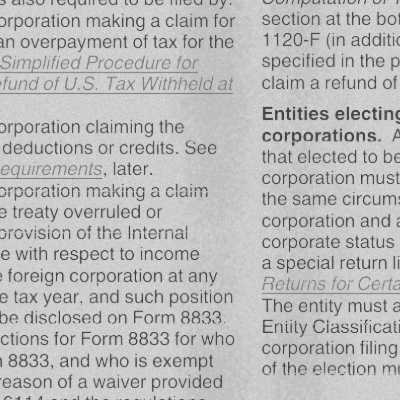 also required to be filed by:
orporation making a claim for
an overpayment of tax for the
Simplified Procedure for
efund of U.S. Tax Withheld at
orporation claiming the
deductions or credits. See
equirements, later.
orporation making a claim
e treaty overruled or
provision of the Internal
e with respect to income
e foreign corporation at any
e tax year, and such position
be disclosed on Form 8833.
ctions for Form 8833 for who
n 8833, and who is exempt
reason of a waiver provided
6114 and the regulations
section at the bot
1120-F (in additio
specified in the p
claim a refund of
Entities electing
corporations. A
that elected to be
corporation must
the same circums
corporation and a
corporate status
a special return li
Returns for Certa
The entity must a
Entity Classificati
corporation filing
of the election mu